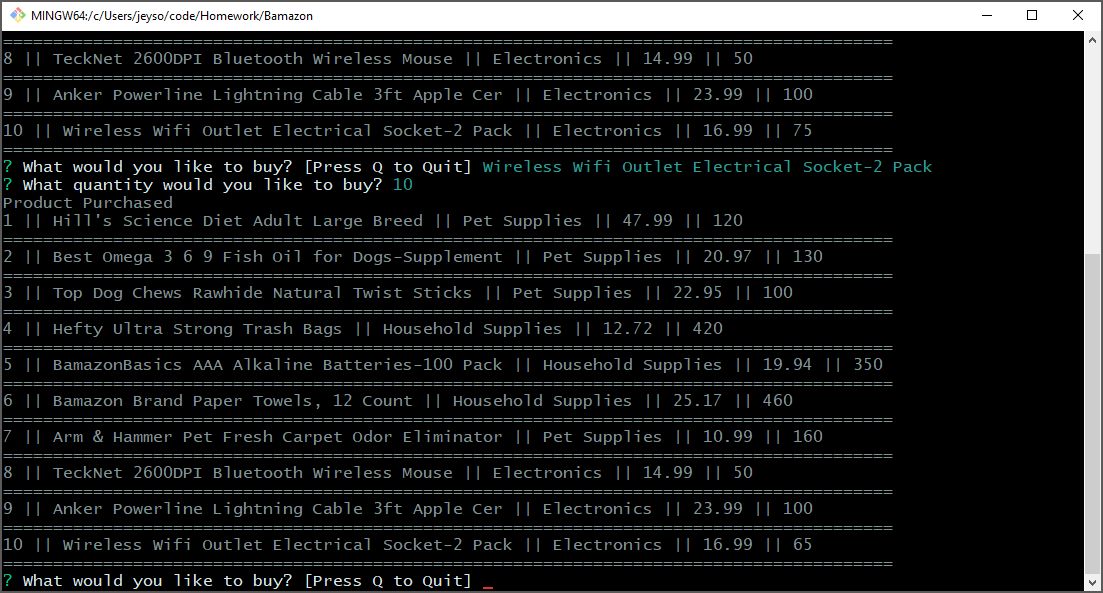 MINGW64:/c/Users/jeyso/code/Homework/Bamazon
=========================================================================================
8 || TeckNet 2600DPI Bluetooth Wireless Mouse || Electronics || 14.99 || 50
=========================================================================================
9 || Anker Powerline Lightning Cable 3ft Apple Cer || Electronics || 23.99 || 100
=========================================================================================
10 || Wireless Wifi Outlet Electrical Socket-2 Pack || Electronics || 16.99 || 75
=========================================================================================
? What would you like to buy? [Press Q to Quit] Wireless Wifi Outlet Electrical Socket-2 Pack
? What quantity would you like to buy? 10
Product Purchased
1 || Hill's Science Diet Adult Large Breed || Pet Supplies || 47.99 || 120
=========================================================================================
2 || Best Omega 3 6 9 Fish Oil for Dogs-Supplement || Pet Supplies || 20.97 || 130
=========================================================================================
3 || Top Dog Chews Rawhide Natural Twist Sticks || Pet Supplies || 22.95 || 100
=========================================================================================
4 || Hefty Ultra Strong Trash Bags || Household Supplies || 12.72 || 420
=========================================================================================
5 || BamazonBasics AAA Alkaline Batteries-100 Pack || Household Supplies || 19.94 || 350
=========================================================================================
6 || Bamazon Brand Paper Towels, 12 Count || Household Supplies || 25.17 || 460
=========================================================================================
7 || Arm & Hammer Pet Fresh Carpet Odor Eliminator || Pet Supplies || 10.99 || 160
=========================================================================================
8 || TeckNet 2600DPI Bluetooth Wireless Mouse || Electronics || 14.99 || 50
=========================================================================================
9 || Anker Powerline Lightning Cable 3ft Apple Cer || Electronics || 23.99 || 100
=========================================================================================
10 || Wireless Wifi Outlet Electrical Socket-2 Pack || Electronics || 16.99 || 65
=========================================================================================
? What would you like to buy? [Press Q to Quit] _